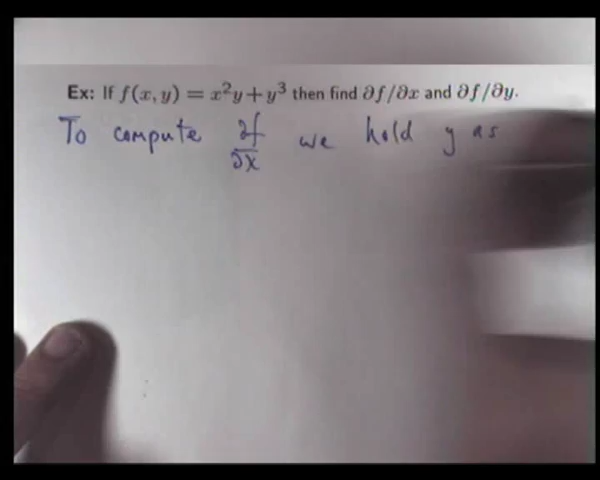 Ex: If f(x, y) = x²y + y³ then find ∂f/∂x and ∂f/∂y.
To compute ∂f/∂x we hold y as